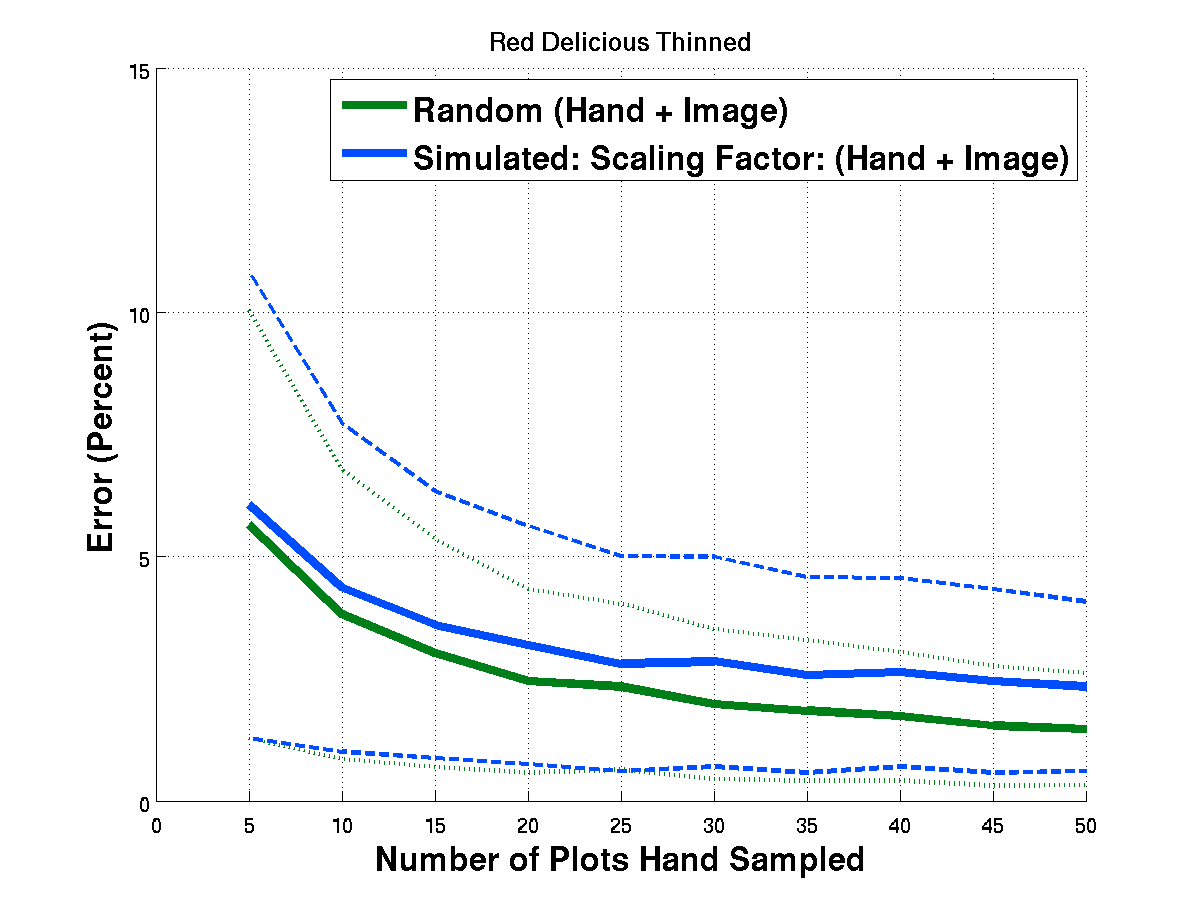 Red Delicious Thinned
15
Random (Hand + Image)
Simulated: Scaling Factor: (Hand + Image)
10
Error (Percent)
5
0
0 5 10 15 20 25 30 35 40 45 50
Number of Plots Hand Sampled